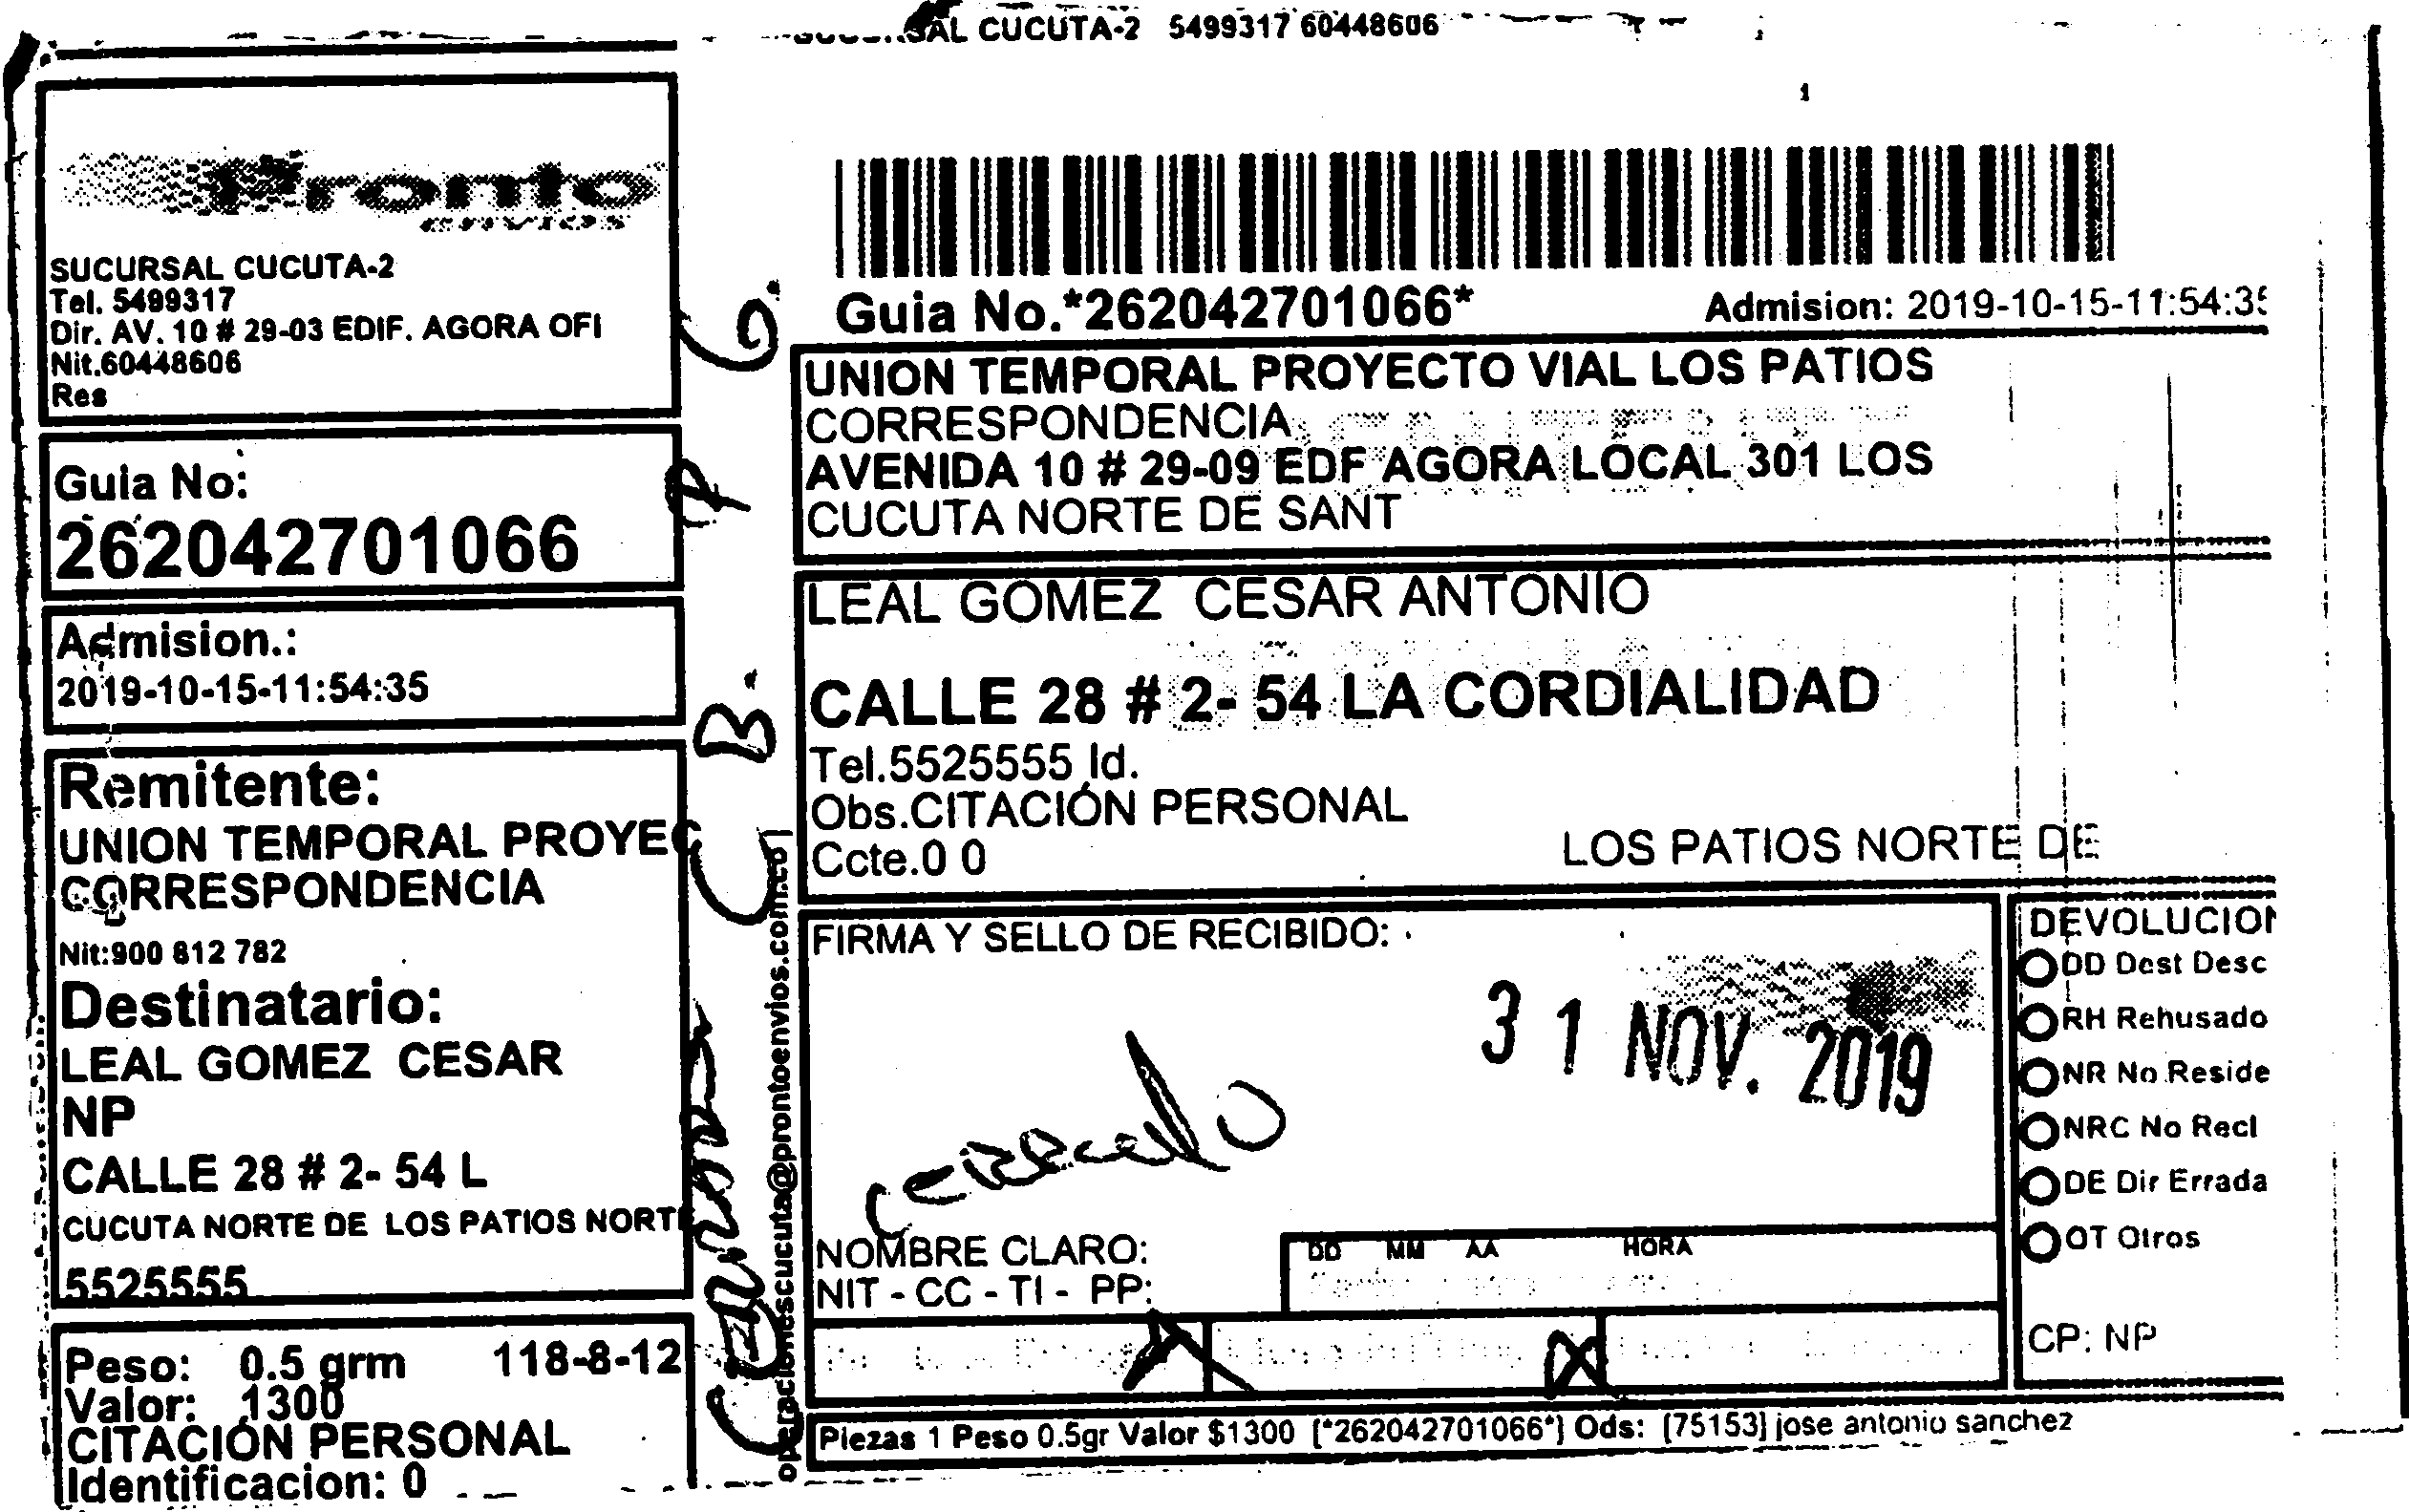 SAL CUCUTA-2 5499317 60448606
Pronto
envios
SUCURSAL CUCUTA-2
Tel. 5499317
Dir. AV. 10 # 29-03 EDIF. AGORA OFI
Nit.60448606
Res
Guia No:
262042701066
Admision.:
2019-10-15-11:54:35
Remitente:
UNION TEMPORAL PROYEC
CORRESPONDENCIA
Nit:900 812 782
Destinatario:
LEAL GOMEZ CESAR
NP
CALLE 28 # 2- 54 L
CUCUTA NORTE DE LOS PATIOS NORT
5525555
Peso: 0.5 grm 118-8-12
Valor: 1300
CITACIÓN PERSONAL
Identificacion: 0
operacionescucuta@prontoenvios.com.co]
Guia No.*262042701066*
Admision: 2019-10-15-11:54:35
UNION TEMPORAL PROYECTO VIAL LOS PATIOS
CORRESPONDENCIA
AVENIDA 10 # 29-09 EDF AGORA LOCAL 301 LOS
CUCUTA NORTE DE SANT
LEAL GOMEZ CESAR ANTONIO
CALLE 28 # 2- 54 LA CORDIALIDAD
Tel.5525555 Id.
Obs.CITACIÓN PERSONAL
Ccte.0 0
LOS PATIOS NORTE DE
FIRMA Y SELLO DE RECIBIDO:
31 NOV. 2019
NOMBRE CLARO:
NIT - CC - TI - PP:
DD MM AA HORA
DEVOLUCION
DD Dest Desc
RH Rehusado
NR No Reside
NRC No Recl
DE Dir Errada
OT Otros
CP: NP
Piezas 1 Peso 0.5gr Valor $1300 [*262042701066*] Ods: [75153] jose antonio sanchez